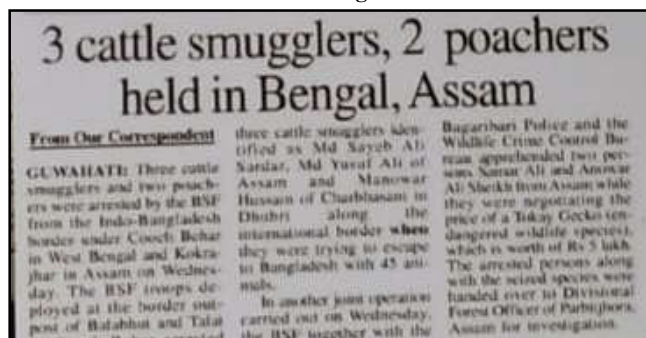 3 cattle smugglers, 2 poachers
held in Bengal, Assam
From Our Correspondent
GUWAHATI: Three cattle
smugglers and two poach-
ers were arrested by the BSF
from the Indo-Bangladesh
border under Cooch Behar
in West Bengal and Kokra-
jhar in Assam on Wednes-
day. The BSF troops de-
ployed at the border out-
post of Balabhut and Talai
three cattle smugglers iden-
tified as Md Sayeb Ali
Sardar, Md Yusuf Ali of
Assam and Manowar
Hussain of Charbhasani in
Dhubri along the
international border when
they were trying to escape
to Bangladesh with 45 ani-
mals.
In another joint operation
carried out on Wednesday,
the BSF together with the
Bagaribari Police and the
Wildlife Crime Control Bu-
reau apprehended two per-
sons Samar Ali and Anowar
Ali Sheikh from Assam while
they were negotiating the
price of a Tokay Gecko (en-
dangered wildlife species),
which is worth of Rs 5 lakh.
The arrested persons along
with the seized species were
handed over to Divisional
Forest Officer of Parbatjhora,
Assam for investigation.